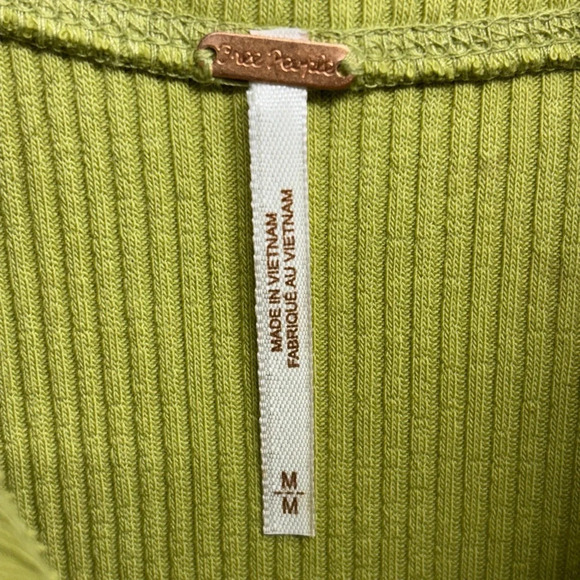 Free People
MADE IN VIETNAM
FABRIQUÉ AU VIETNAM
M
M